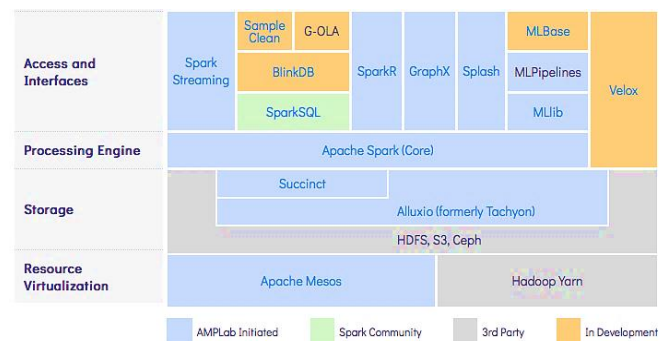 Access and
Interfaces
Spark
Streaming
Sample
Clean
G-OLA
BlinkDB
SparkSQL
SparkR
GraphX
Splash
MLBase
MLPipelines
MLlib
Velox
Processing Engine
Apache Spark (Core)
Storage
Succinct
Alluxio (formerly Tachyon)
HDFS, S3, Ceph
Resource
Virtualization
Apache Mesos
Hadoop Yarn
AMPLab Initiated
Spark Community
3rd Party
In Development